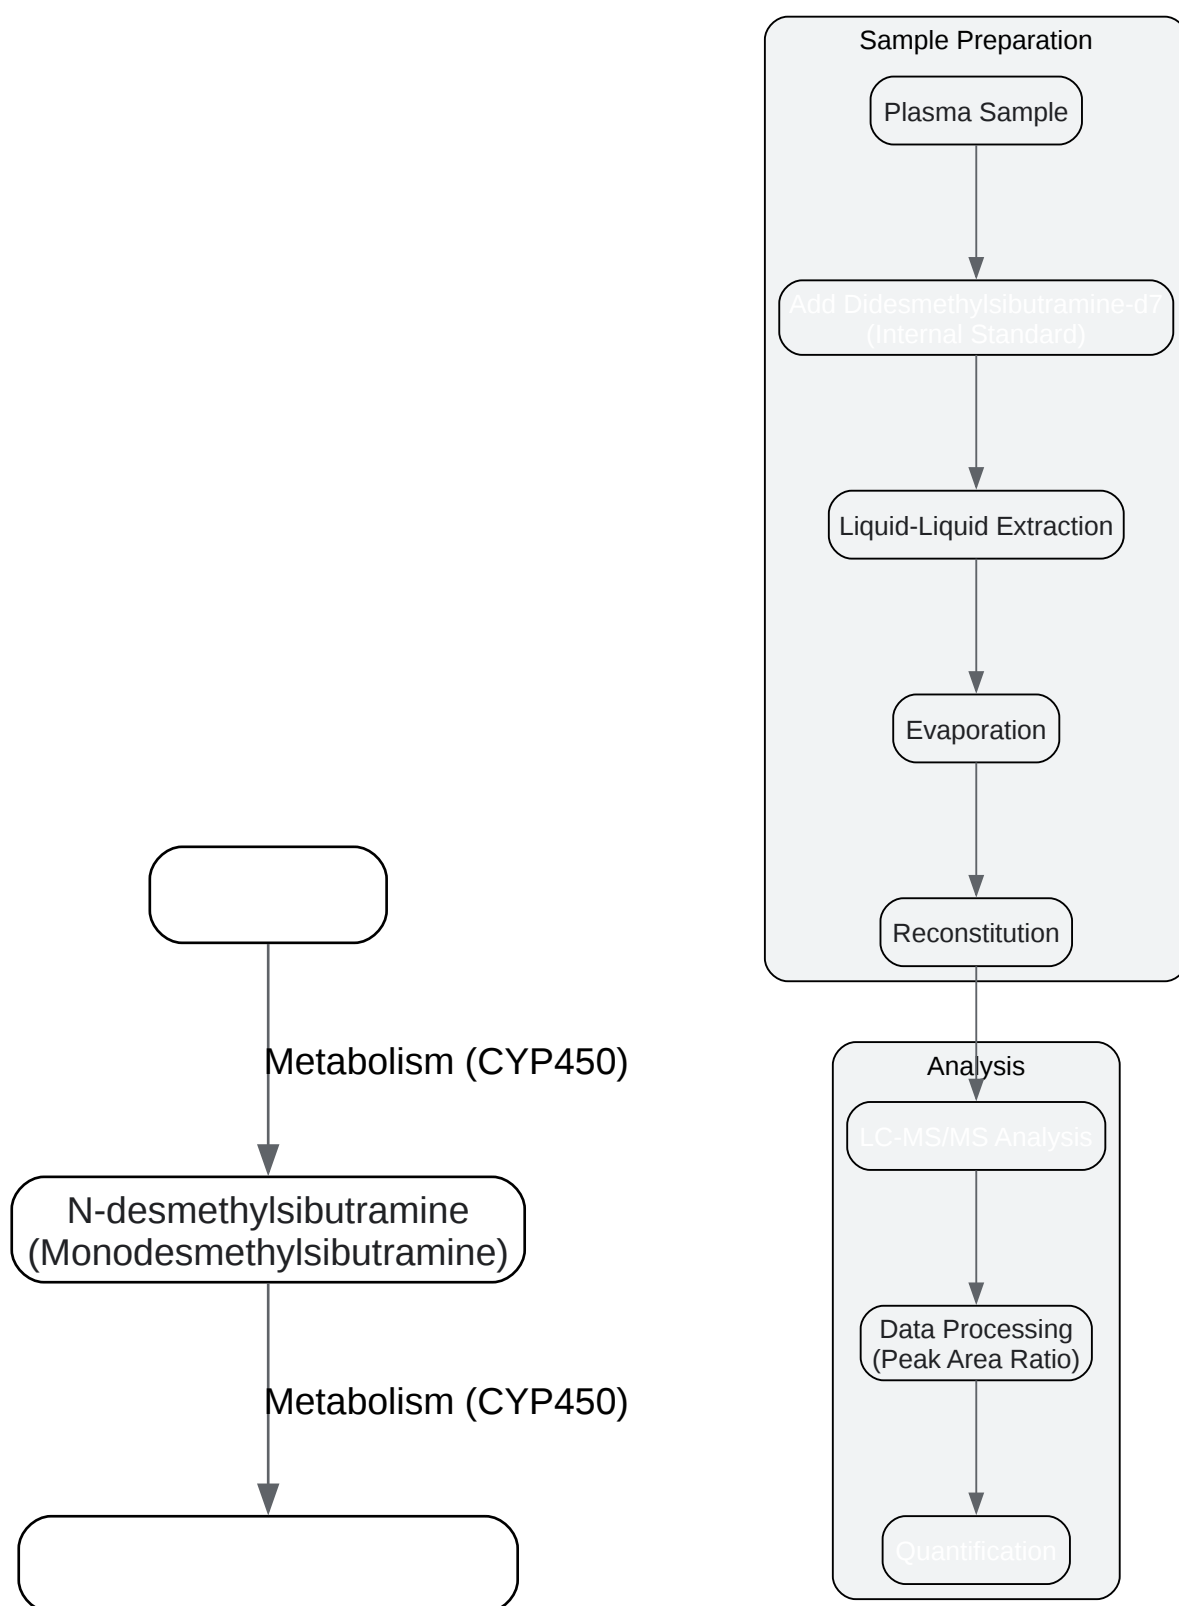 Sample Preparation
Plasma Sample
Add Didesmethylsibutramine-d7
(Internal Standard)
Liquid-Liquid Extraction
Evaporation
Reconstitution
Analysis
LC-MS/MS Analysis
Data Processing
(Peak Area Ratio)
Quantification
Metabolism (CYP450)
N-desmethylsibutramine
(Monodesmethylsibutramine)
Metabolism (CYP450)